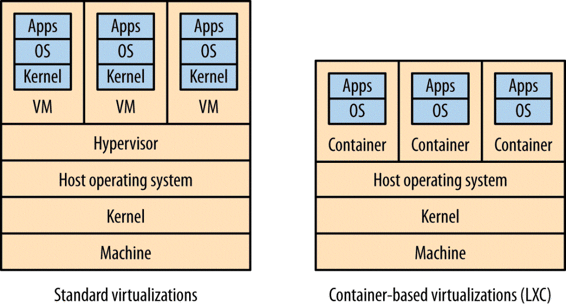 Apps
OS
Kernel
VM
Apps
OS
Kernel
VM
Apps
OS
Kernel
VM
Hypervisor
Host operating system
Kernel
Machine
Standard virtualizations
Apps
OS
Container
Apps
OS
Container
Apps
OS
Container
Host operating system
Kernel
Machine
Container-based virtualizations (LXC)